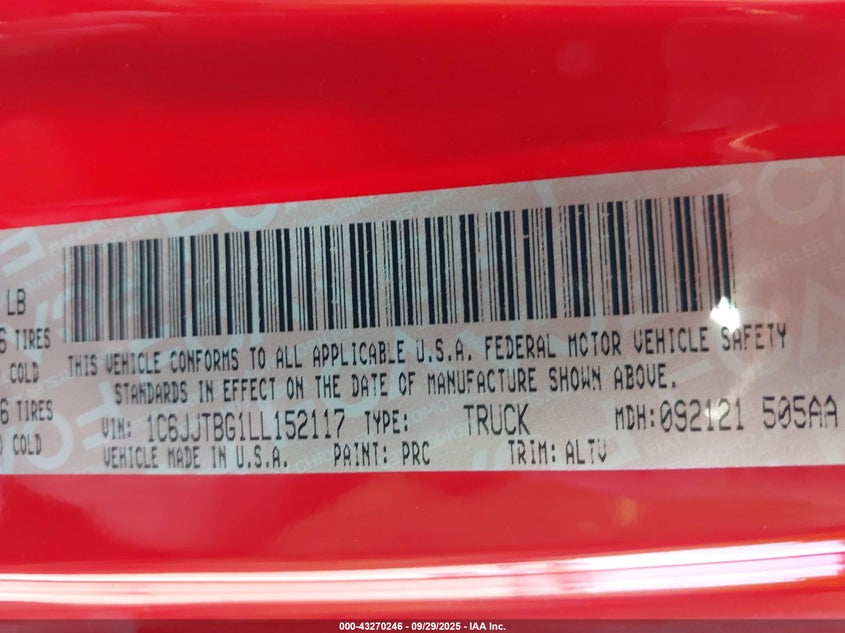 LB
6 TIRES
COLD
6 TIRES
COLD
THIS VEHICLE CONFORMS TO ALL APPLICABLE U.S.A. FEDERAL MOTOR VEHICLE SAFETY
STANDARDS IN EFFECT ON THE DATE OF MANUFACTURE SHOWN ABOVE.
VIN: 1C6JJTBG1LL152117 TYPE: TRUCK MDH: 092121 505AA
VEHICLE MADE IN U.S.A. PAINT: PRC TRIM: ALTV
000-43270246 - 09/29/2025 - IAA Inc.